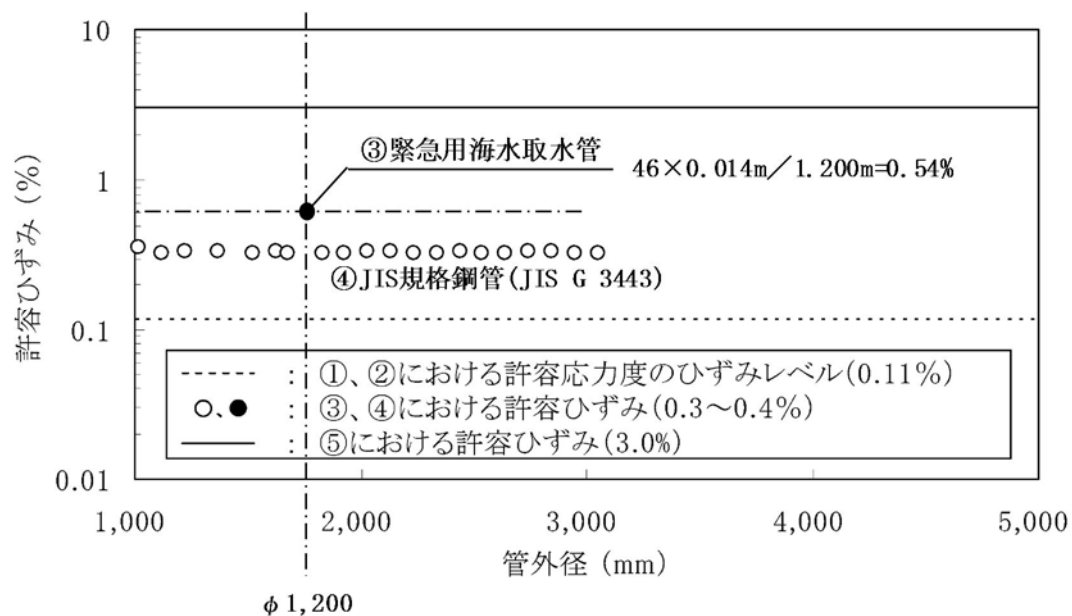 10
1
0.1
0.01
許容ひずみ (%)
③緊急用海水取水管
46×0.014m／1.200m=0.54%
④JIS規格鋼管(JIS G 3443)
------- : ①、②における許容応力度のひずみレベル(0.11%)
○、● : ③、④における許容ひずみ(0.3～0.4%)
: ⑤における許容ひずみ(3.0%)
1,000 2,000 3,000 4,000 5,000
管外径 (mm)
φ1,200